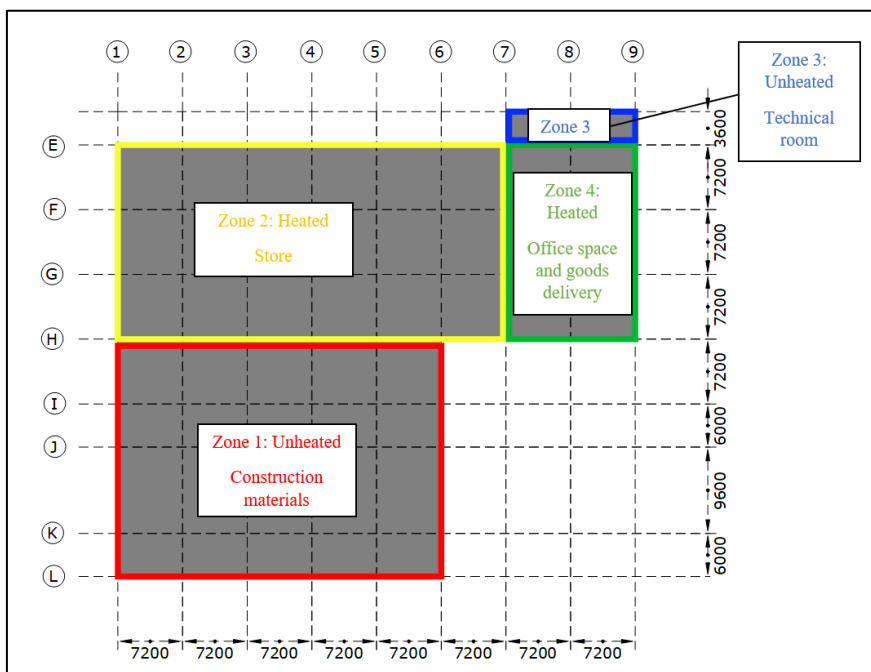 1 2 3 4 5 6 7 8 9
Zone 3:
Unheated
Technical
room
Zone 3
3600
E
7200
Zone 4:
Heated
Office space
and goods
delivery
F
Zone 2: Heated
Store
7200
G
7200
H
7200
I
6000
J
Zone 1: Unheated
Construction
materials
9600
K
6000
L
7200 7200 7200 7200 7200 7200 7200 7200